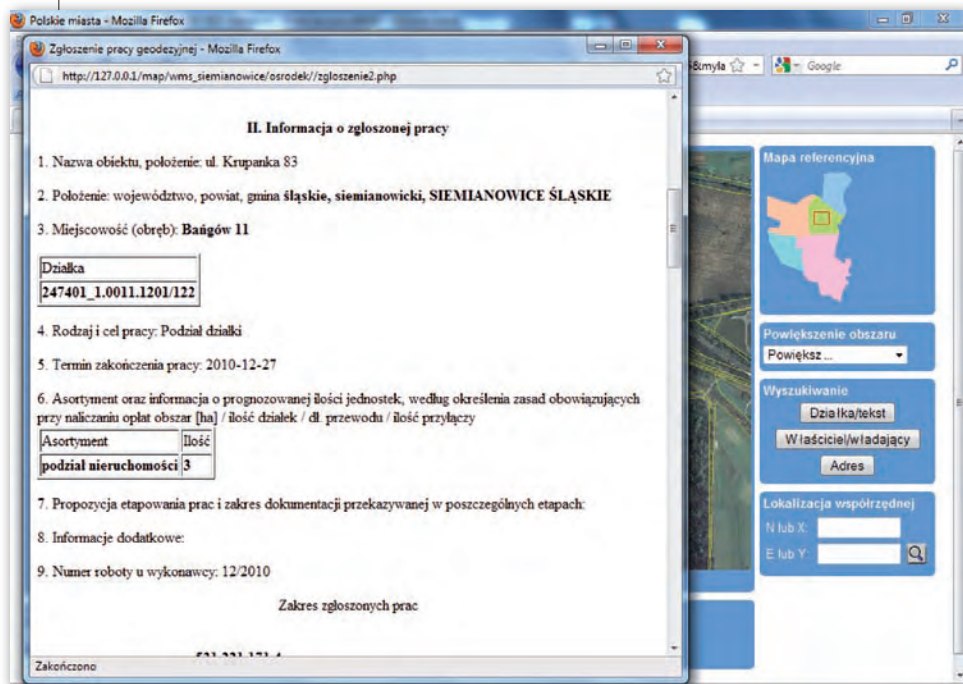 Polskie miasta - Mozilla Firefox
Zgłoszenie pracy geodezyjnej - Mozilla Firefox
http://127.0.0.1/map/wms_siemianowice/osrodek//zgloszenie2.php
&myla
Google
II. Informacja o zgłoszonej pracy
1. Nazwa obiektu, położenie: ul. Krupanka 83
2. Położenie: województwo, powiat, gmina śląskie, siemianowicki, SIEMIANOWICE ŚLĄSKIE
3. Miejscowość (obręb): Bańgów 11
Działka
247401_1.0011.1201/122
4. Rodzaj i cel pracy: Podział działki
5. Termin zakończenia pracy: 2010-12-27
6. Asortyment oraz informacja o prognozowanej ilości jednostek, według określenia zasad obowiązujących
przy naliczaniu opłat obszar [ha] / ilość działek / dł. przewodu / ilość przyłączy
Asortyment Ilość
podział nieruchomości 3
7. Propozycja etapowania prac i zakres dokumentacji przekazywanej w poszczególnych etapach:
8. Informacje dodatkowe:
9. Numer roboty u wykonawcy: 12/2010
Zakres zgłoszonych prac
Zakończono
Mapa referencyjna
Powiększenie obszaru
Powiększ ...
Wyszukiwanie
Działka/tekst
Właściciel/władający
Adres
Lokalizacja współrzędnej
N lub X:
E lub Y: